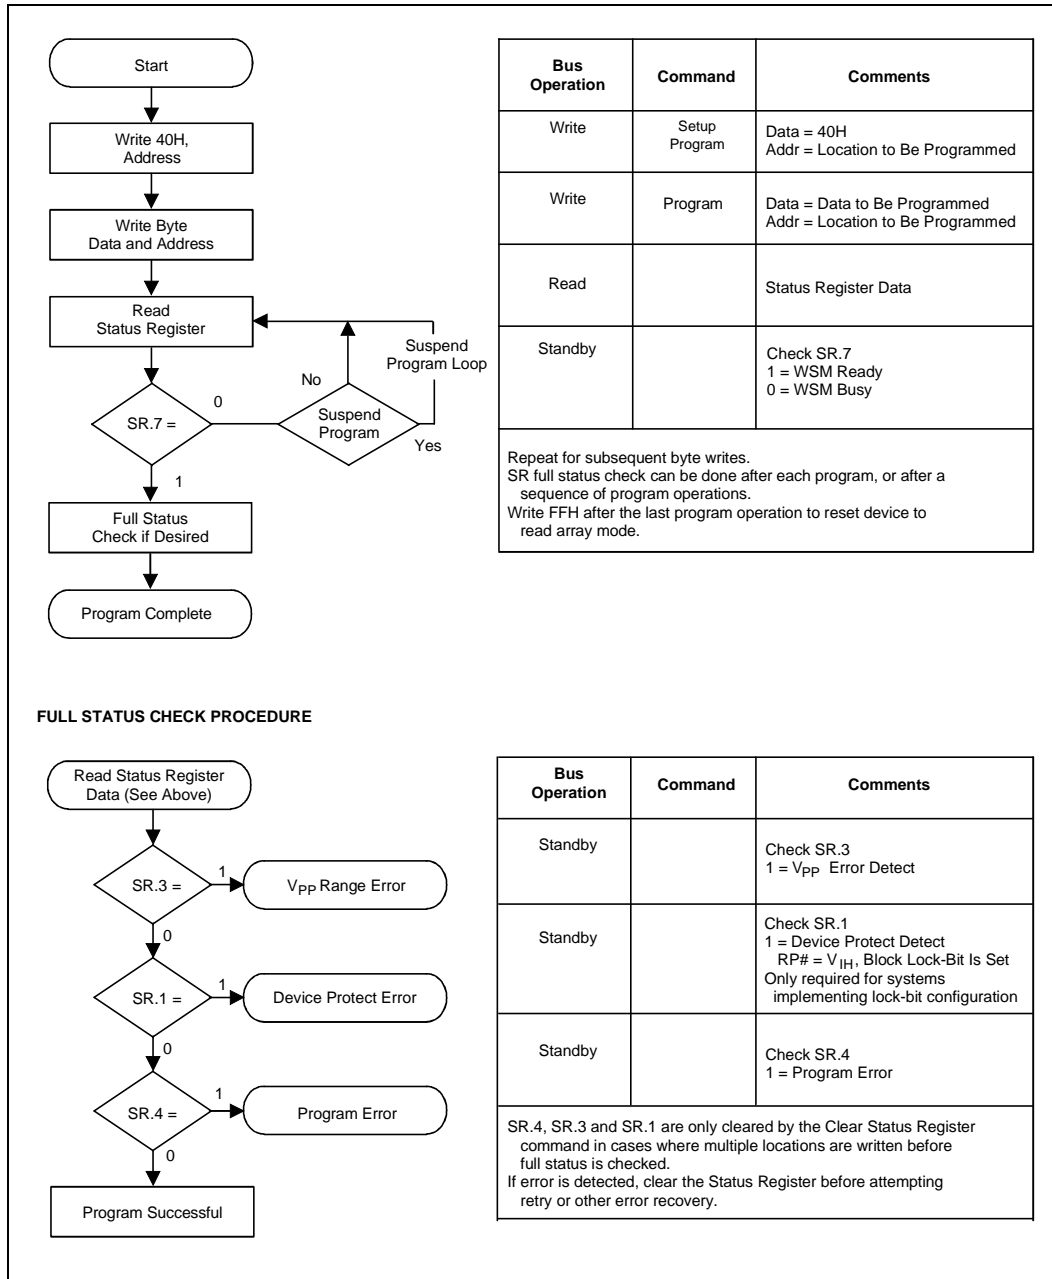 Start
Write 40H,
Address
Write Byte
Data and Address
Read
Status Register
SR.7 =
0
1
No
Suspend
Program
Yes
Suspend
Program Loop
Full Status
Check if Desired
Program Complete
Bus
Operation
Command
Comments
Write
Setup
Program
Data = 40H
Addr = Location to Be Programmed
Write
Program
Data = Data to Be Programmed
Addr = Location to Be Programmed
Read
Status Register Data
Standby
Check SR.7
1 = WSM Ready
0 = WSM Busy
Repeat for subsequent byte writes.
SR full status check can be done after each program, or after a
sequence of program operations.
Write FFH after the last program operation to reset device to
read array mode.
FULL STATUS CHECK PROCEDURE
Read Status Register
Data (See Above)
SR.3 =
1
VPP Range Error
0
SR.1 =
1
Device Protect Error
0
SR.4 =
1
Program Error
0
Program Successful
Bus
Operation
Command
Comments
Standby
Check SR.3
1 = VPP Error Detect
Standby
Check SR.1
1 = Device Protect Detect
RP# = VIH, Block Lock-Bit Is Set
Only required for systems
implementing lock-bit configuration
Standby
Check SR.4
1 = Program Error
SR.4, SR.3 and SR.1 are only cleared by the Clear Status Register
command in cases where multiple locations are written before
full status is checked.
If error is detected, clear the Status Register before attempting
retry or other error recovery.